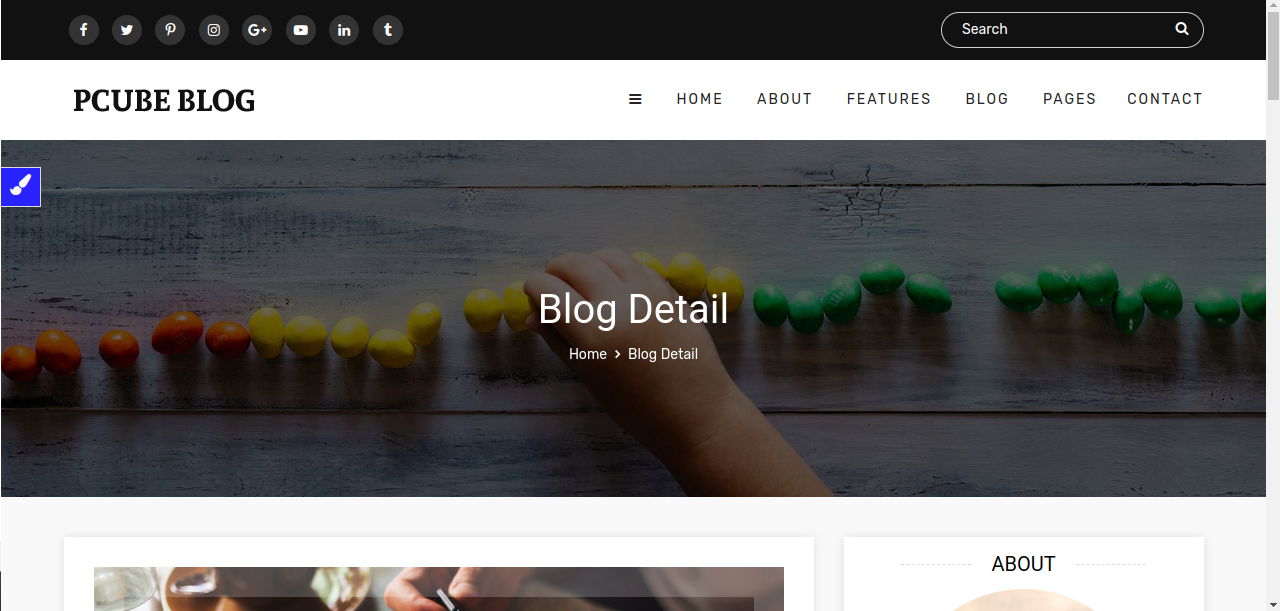 Search
PCUBE BLOG
HOME ABOUT FEATURES BLOG PAGES CONTACT
Blog Detail
Home > Blog Detail
ABOUT